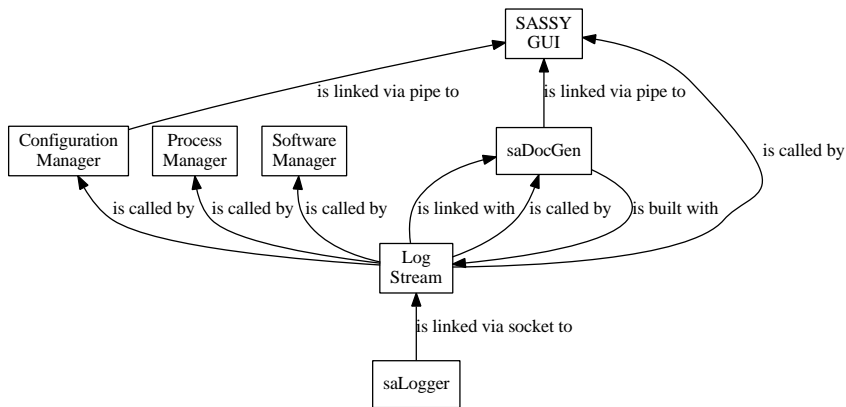 SASSY
GUI
is linked via pipe to
is linked via pipe to
Configuration
Manager
Process
Manager
Software
Manager
saDocGen
is called by
is called by
is called by
is called by
is linked with
is called by
is built with
Log
Stream
is linked via socket to
saLogger